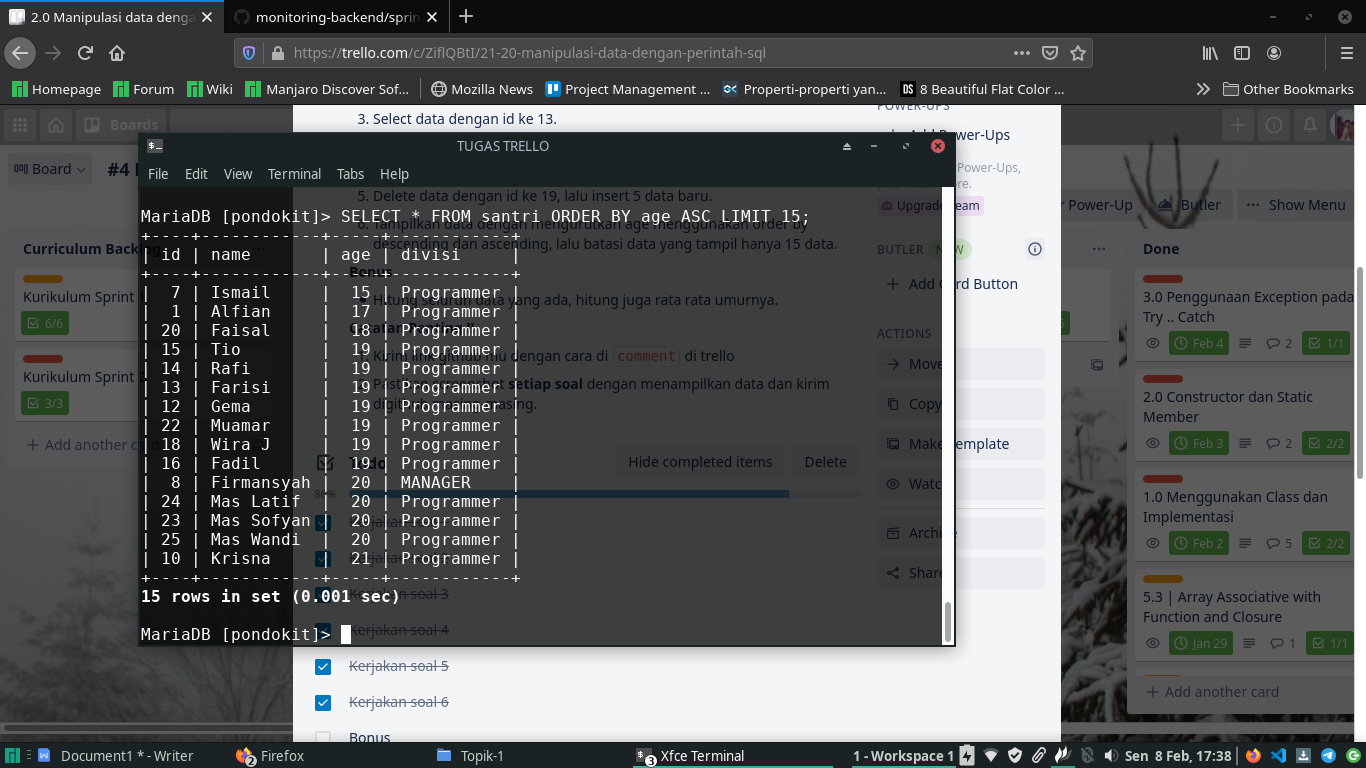 2.0 Manipulasi data denga
monitoring-backend/sprin
https://trello.com/c/ZiflQBtI/21-20-manipulasi-data-dengan-perintah-sql
Homepage
Forum
Wiki
Manjaro Discover Sof...
Mozilla News
Project Management ...
Properti-properti yan...
DS
8 Beautiful Flat Color ...
Other Bookmarks
Boards
Board
#4
3. Select data dengan id ke 13.
POWER-UPS
Add Power-Ups
Power-Ups,
Upgrade Team
er Power-Up
Butler
Show Menu
TUGAS TRELLO
File Edit View Terminal Tabs Help
5. Delete data dengan id ke 19, lalu insert 5 data baru.
MariaDB [pondokit]> SELECT * FROM santri ORDER BY age ASC LIMIT 15;
6. Tampilkan data dengan mengurutkan age menggunakan order by
descending dan ascending, lalu batasi data yang tampil hanya 15 data.
+----+------------+-----+------------+
| id | name       | age | divisi     |
+----+------------+-----+------------+
|  7 | Ismail     |  15 | Programmer |
|  1 | Alfian     |  17 | Programmer |
| 20 | Faisal     |  18 | Programmer |
| 15 | Tio        |  19 | Programmer |
| 14 | Rafi       |  19 | Programmer |
| 13 | Farisi     |  19 | Programmer |
| 12 | Gema       |  19 | Programmer |
| 22 | Muamar     |  19 | Programmer |
| 18 | Wira J     |  19 | Programmer |
| 16 | Fadil      |  19 | Programmer |
|  8 | Firmansyah |  20 | MANAGER    |
| 24 | Mas Latif  |  20 | Programmer |
| 23 | Mas Sofyan |  20 | Programmer |
| 25 | Mas Wandi  |  20 | Programmer |
| 10 | Krisna     |  21 | Programmer |
+----+------------+-----+------------+
15 rows in set (0.001 sec)
MariaDB [pondokit]>
Bonus
Hitung seluruh data yang ada, hitung juga rata rata umurnya.
Kirim link github mu dengan cara di comment di trello
setiap soal dengan menampilkan data dan kirim
Todo
Hide completed items
Delete
Kerjakan soal 3
Kerjakan soal 4
Kerjakan soal 5
Kerjakan soal 6
Bonus
BUTLER
Add Card Button
ACTIONS
Move
Copy
Make Template
Watch
Archive
Share
Curriculum Backlog
Kurikulum Sprint
6/6
Kurikulum Sprint
3/3
+ Add another card
Done
3.0 Penggunaan Exception pada
Try .. Catch
Feb 4
2
1/1
2.0 Constructor dan Static
Member
Feb 3
2
2/2
1.0 Menggunakan Class dan
Implementasi
Feb 2
5
2/2
5.3 | Array Associative with
Function and Closure
Jan 29
1
1/1
+ Add another card
Document1 * - Writer
2
Firefox
Topik-1
3
Xfce Terminal
1 - Workspace 1
Sen 8 Feb, 17:38